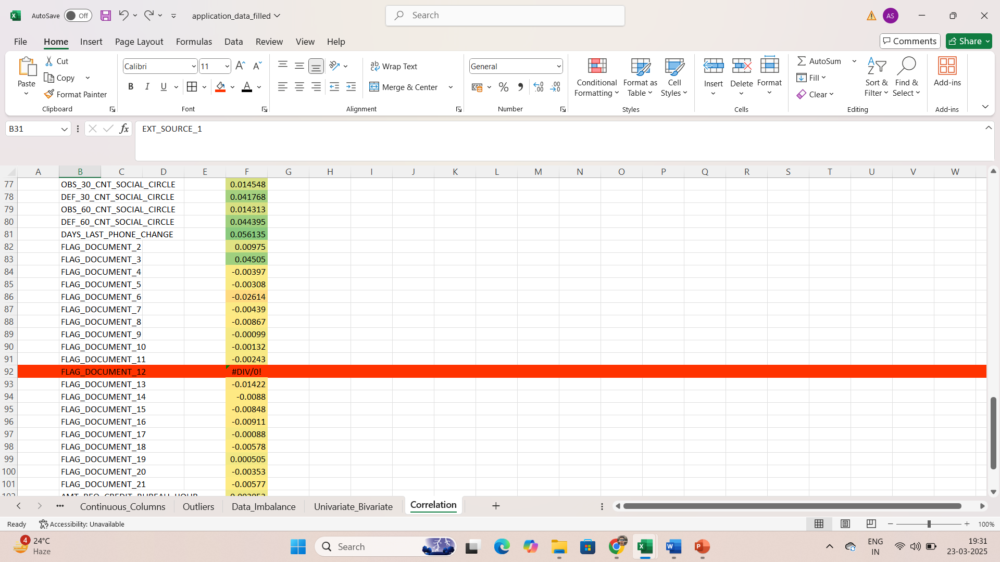 AutoSave Off application_data_filled Search AS
File Home Insert Page Layout Formulas Data Review View Help Comments Share
Paste Cut Copy Format Painter Clipboard
Calibri 11 B I U A Font
Wrap Text Merge & Center Alignment
General % Number
Conditional Formatting Format as Table Cell Styles Styles
Insert Delete Format Cells
AutoSum Fill Clear Sort & Filter Find & Select Editing
Add-ins Add-ins
B31 fx EXT_SOURCE_1
A B C D E F G H I J K L M N O P Q R S T U V W
77 OBS_30_CNT_SOCIAL_CIRCLE 0.014548
78 DEF_30_CNT_SOCIAL_CIRCLE 0.041768
79 OBS_60_CNT_SOCIAL_CIRCLE 0.014313
80 DEF_60_CNT_SOCIAL_CIRCLE 0.044395
81 DAYS_LAST_PHONE_CHANGE 0.056135
82 FLAG_DOCUMENT_2 0.00975
83 FLAG_DOCUMENT_3 0.04505
84 FLAG_DOCUMENT_4 -0.00397
85 FLAG_DOCUMENT_5 -0.00308
86 FLAG_DOCUMENT_6 -0.02614
87 FLAG_DOCUMENT_7 -0.00439
88 FLAG_DOCUMENT_8 -0.00867
89 FLAG_DOCUMENT_9 -0.00099
90 FLAG_DOCUMENT_10 -0.00132
91 FLAG_DOCUMENT_11 -0.00243
92 FLAG_DOCUMENT_12 #DIV/0!
93 FLAG_DOCUMENT_13 -0.01422
94 FLAG_DOCUMENT_14 -0.0088
95 FLAG_DOCUMENT_15 -0.00848
96 FLAG_DOCUMENT_16 -0.00911
97 FLAG_DOCUMENT_17 -0.00088
98 FLAG_DOCUMENT_18 -0.00578
99 FLAG_DOCUMENT_19 0.000505
100 FLAG_DOCUMENT_20 -0.00353
101 FLAG_DOCUMENT_21 -0.00577
Continuous_Columns Outliers Data_Imbalance Univariate_Bivariate Correlation
Ready Accessibility: Unavailable 100%
4 24°C Search ENG 19:31
Haze IN 23-03-2025